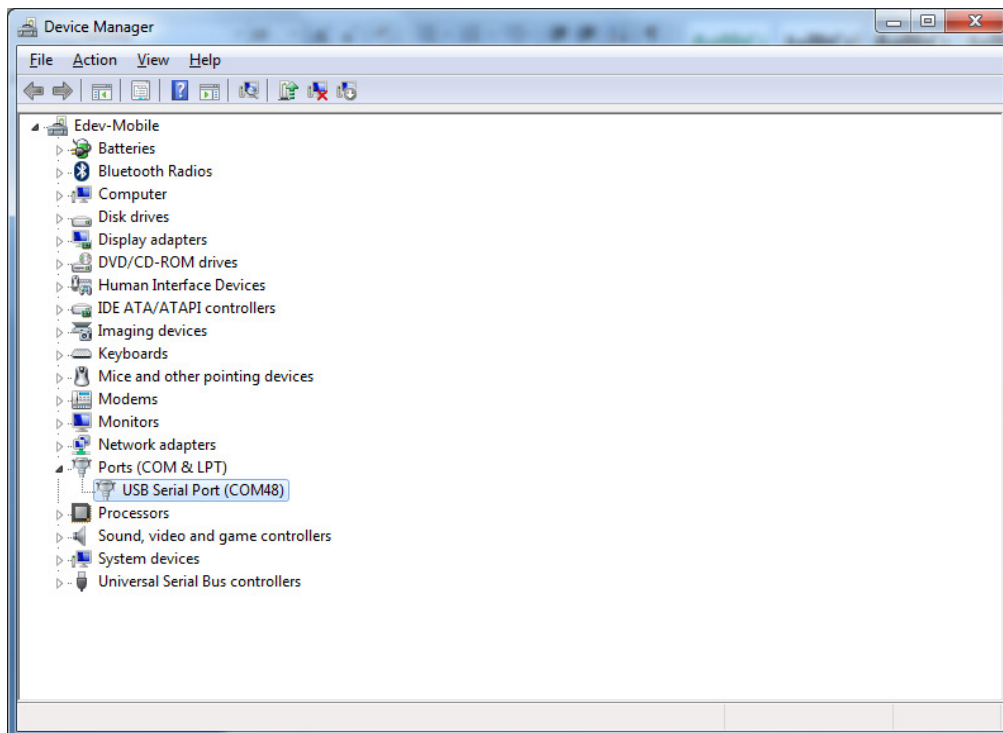 Device Manager
File Action View Help
Edev-Mobile
Batteries
Bluetooth Radios
Computer
Disk drives
Display adapters
DVD/CD-ROM drives
Human Interface Devices
IDE ATA/ATAPI controllers
Imaging devices
Keyboards
Mice and other pointing devices
Modems
Monitors
Network adapters
Ports (COM & LPT)
USB Serial Port (COM48)
Processors
Sound, video and game controllers
System devices
Universal Serial Bus controllers